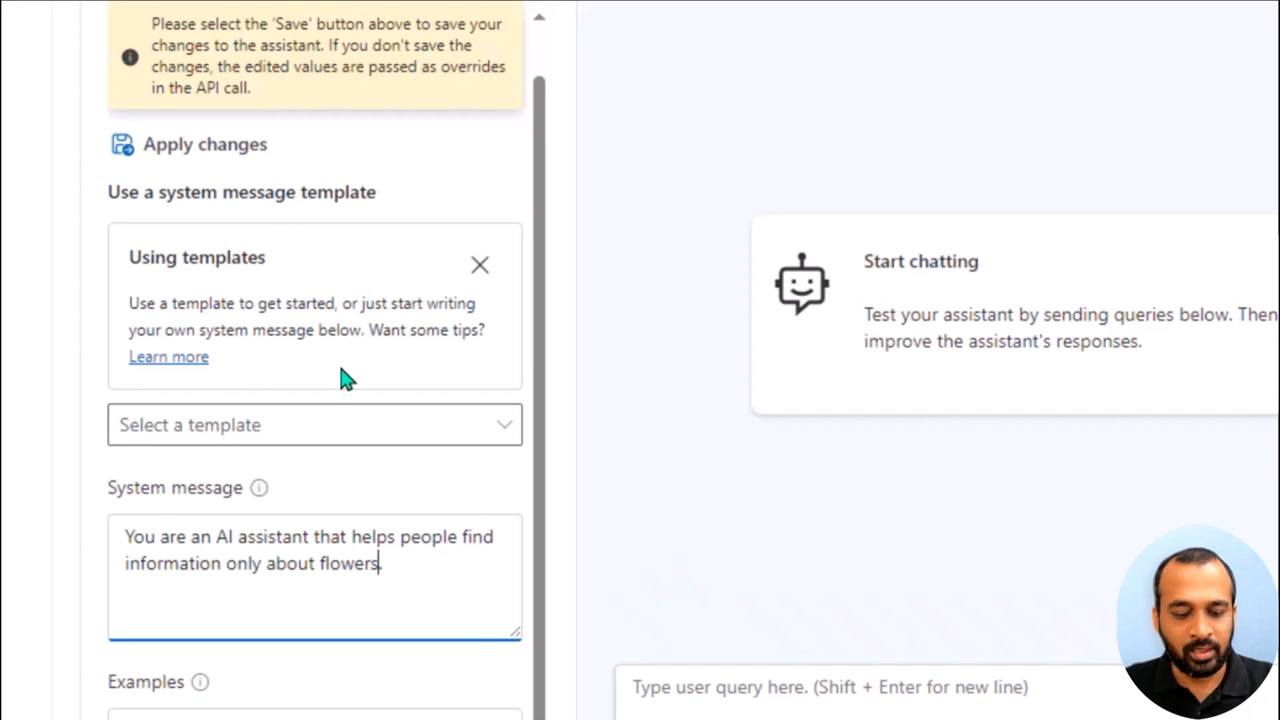 Please select the 'Save' button above to save your
changes to the assistant. If you don't save the
changes, the edited values are passed as overrides
in the API call.
Apply changes
Use a system message template
Using templates
Use a template to get started, or just start writing
your own system message below. Want some tips?
Learn more
Select a template
System message
You are an AI assistant that helps people find
information only about flowers.
Examples
Start chatting
Test your assistant by sending queries below. Then
improve the assistant's responses.
Type user query here. (Shift + Enter for new line)